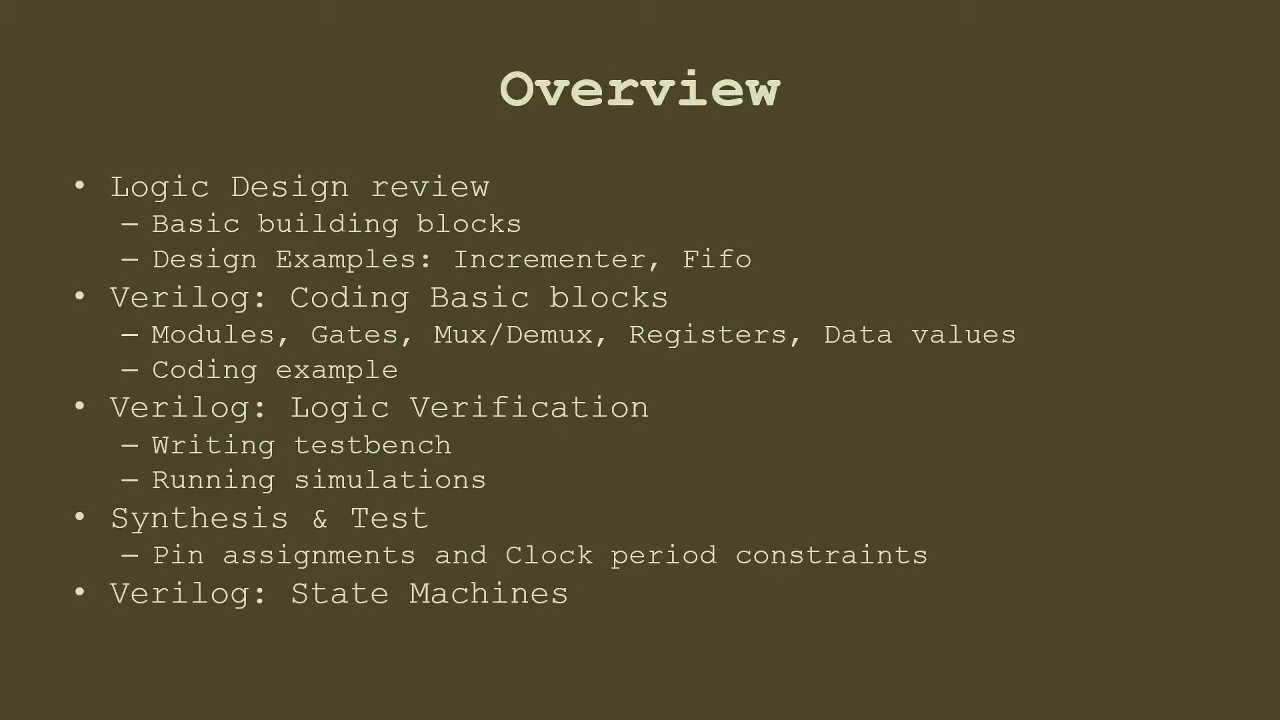 Overview
• Logic Design review
– Basic building blocks
– Design Examples: Incrementer, Fifo
• Verilog: Coding Basic blocks
– Modules, Gates, Mux/Demux, Registers, Data values
– Coding example
• Verilog: Logic Verification
– Writing testbench
– Running simulations
• Synthesis & Test
– Pin assignments and Clock period constraints
• Verilog: State Machines